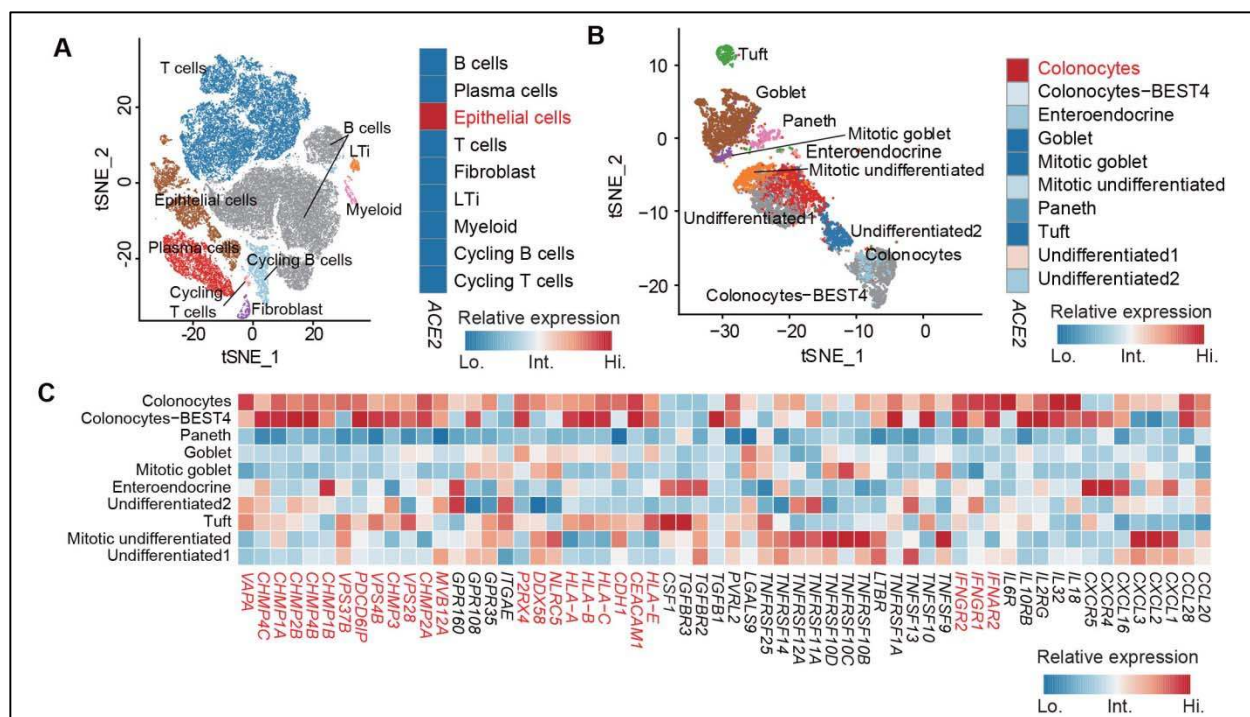 A
20
0
-20
tSNE_2
T cells
B cells
LTi
Myeloid
Epihtelial cells
Plasma cells
Cycling B cells
Cycling
T cells
Fibroblast
-20
0
20
tSNE_1
B cells
Plasma cells
Epithelial cells
T cells
Fibroblast
LTi
Myeloid
Cycling B cells
Cycling T cells
ACE2
Relative expression
Lo.
Int.
Hi.
B
10
0
−10
−20
tSNE_2
Tuft
Goblet
Paneth
Mitotic goblet
Enteroendocrine
Mitotic undifferentiated
Undifferentiated1
Undifferentiated2
Colonocytes
Colonocytes−BEST4
−30
−20
−10
0
tSNE_1
Colonocytes
Colonocytes−BEST4
Enteroendocrine
Goblet
Mitotic goblet
Mitotic undifferentiated
Paneth
Tuft
Undifferentiated1
Undifferentiated2
ACE2
Relative expression
Lo.
Int.
Hi.
C
Colonocytes
Colonocytes−BEST4
Paneth
Goblet
Mitotic goblet
Enteroendocrine
Undifferentiated2
Tuft
Mitotic undifferentiated
Undifferentiated1
VAPA
CHMP4C
CHMP1A
CHMP2B
CHMP4B
CHMP1B
VPS37B
PDCD6IP
VPS4B
CHMP3
VPS28
CHMP2A
MVB12A
GPR160
GPR108
GPR35
ITGAE
P2RX4
DDX58
NLRC5
HLA-A
HLA-B
HLA-C
CDH1
CEACAM1
HLA-E
CSF1
TGFBR3
TGFBR2
TGFB1
PVRL2
LGALS9
TNFRSF25
TNFRSF14
TNFRSF12A
TNFRSF11A
TNFRSF10D
TNFRSF10C
TNFRSF10B
LTBR
TNFRSF1A
TNFSF13
TNFSF10
TNFSF9
IFNGR2
IFNGR1
IFNAR2
IL6R
IL10RB
IL2RG
IL32
IL18
CXCR5
CXCR4
CXCL16
CXCL3
CXCL2
CXCL1
CCL28
CCL20
Relative expression
Lo.
Int.
Hi.